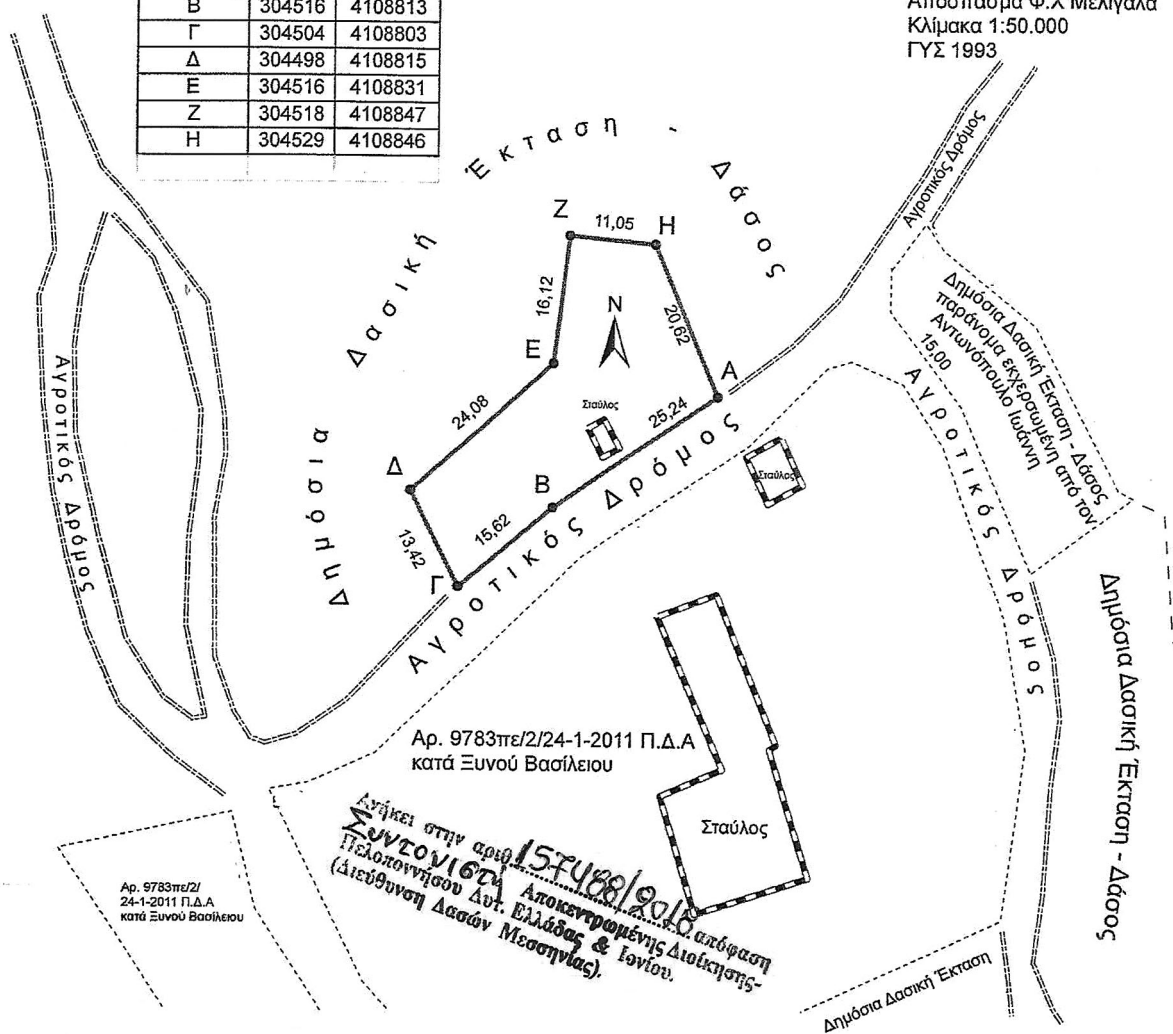 Β 304516 4108813
Γ 304504 4108803
Δ 304498 4108815
Ε 304516 4108831
Ζ 304518 4108847
Η 304529 4108846
Απόσπασμα Φ.Χ Μελιγαλά
Κλίμακα 1:50.000
ΓΥΣ 1993
Δημόσια Δασική Έκταση - Δάσος
Αγροτικός Δρόμος
Ζ
11,05
Η
16,12
Ν
20,62
Ε
Α
24,08
Σταύλος
25,24
Δ
Β
13,42
15,62
Γ
Αγροτικός Δρόμος
Σταύλος
Αγροτικός Δρόμος
Δημόσια Δασική Έκταση - Δάσος
παράνομα εκχερσωμένη από τον
Αντωνόπουλο Ιωάννη
15,00
Αγροτικός Δρόμος
Δημόσια Δασική Έκταση - Δάσος
Αρ. 9783πε/2/24-1-2011 Π.Δ.Α
κατά Ξυνού Βασίλειου
Σταύλος
Ανήκει στην αριθ. 157488/2016 απόφαση
Συντονιστή Αποκεντρωμένης Διοίκησης-
Πελοποννήσου Δυτ. Ελλάδας & Ιονίου.
(Διεύθυνση Δασών Μεσσηνίας).
Αρ. 9783πε/2/
24-1-2011 Π.Δ.Α
κατά Ξυνού Βασίλειου
Δημόσια Δασική Έκταση